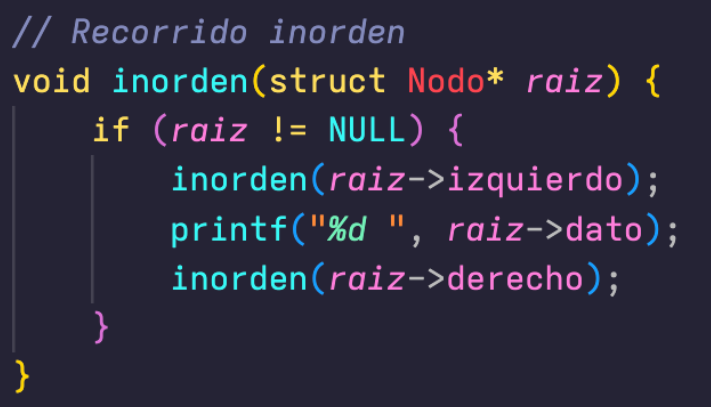 // Recorrido inorden
void inorden(struct Nodo* raiz) {
    if (raiz != NULL) {
        inorden(raiz->izquierdo);
        printf("%d ", raiz->dato);
        inorden(raiz->derecho);
    }
}